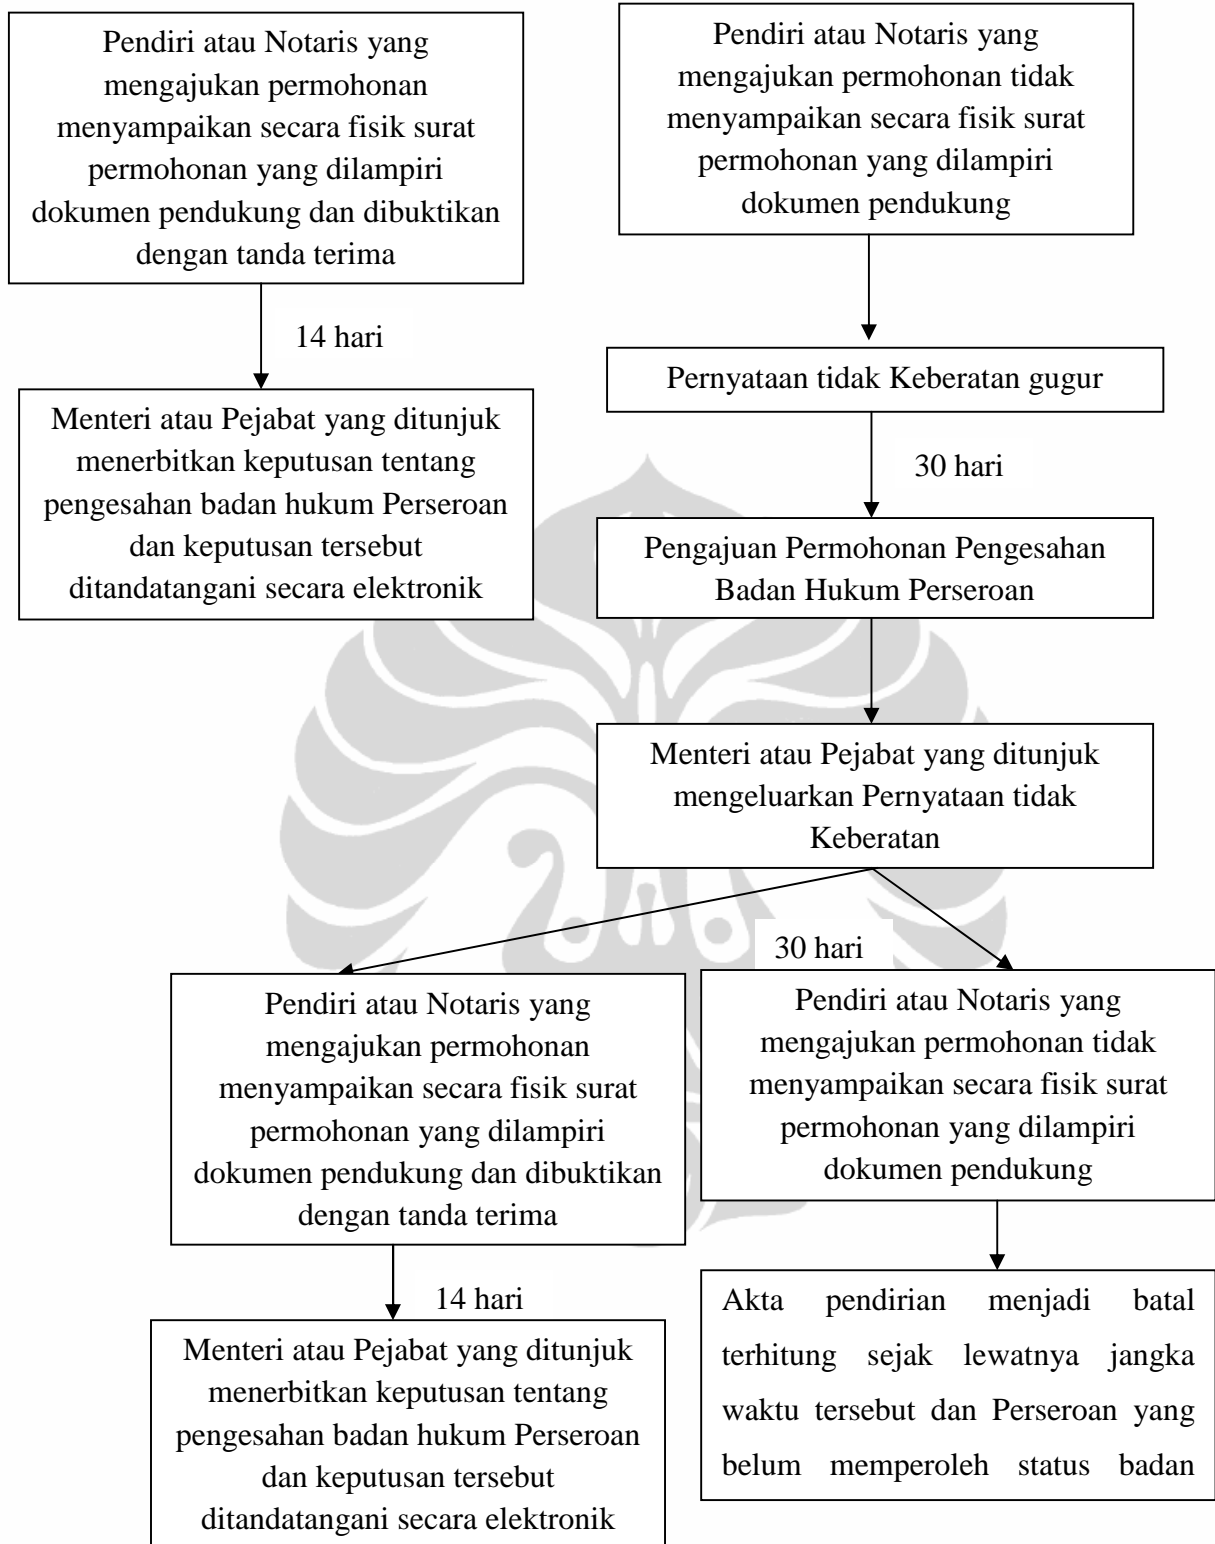 Pendiri atau Notaris yang
mengajukan permohonan
menyampaikan secara fisik surat
permohonan yang dilampiri
dokumen pendukung dan dibuktikan
dengan tanda terima
14 hari
Menteri atau Pejabat yang ditunjuk
menerbitkan keputusan tentang
pengesahan badan hukum Perseroan
dan keputusan tersebut
ditandatangani secara elektronik
Pendiri atau Notaris yang
mengajukan permohonan tidak
menyampaikan secara fisik surat
permohonan yang dilampiri
dokumen pendukung
Pernyataan tidak Keberatan gugur
30 hari
Pengajuan Permohonan Pengesahan
Badan Hukum Perseroan
Menteri atau Pejabat yang ditunjuk
mengeluarkan Pernyataan tidak
Keberatan
Pendiri atau Notaris yang
mengajukan permohonan
menyampaikan secara fisik surat
permohonan yang dilampiri
dokumen pendukung dan dibuktikan
dengan tanda terima
14 hari
Menteri atau Pejabat yang ditunjuk
menerbitkan keputusan tentang
pengesahan badan hukum Perseroan
dan keputusan tersebut
ditandatangani secara elektronik
30 hari
Pendiri atau Notaris yang
mengajukan permohonan tidak
menyampaikan secara fisik surat
permohonan yang dilampiri
dokumen pendukung
Akta pendirian menjadi batal
terhitung sejak lewatnya jangka
waktu tersebut dan Perseroan yang
belum memperoleh status badan